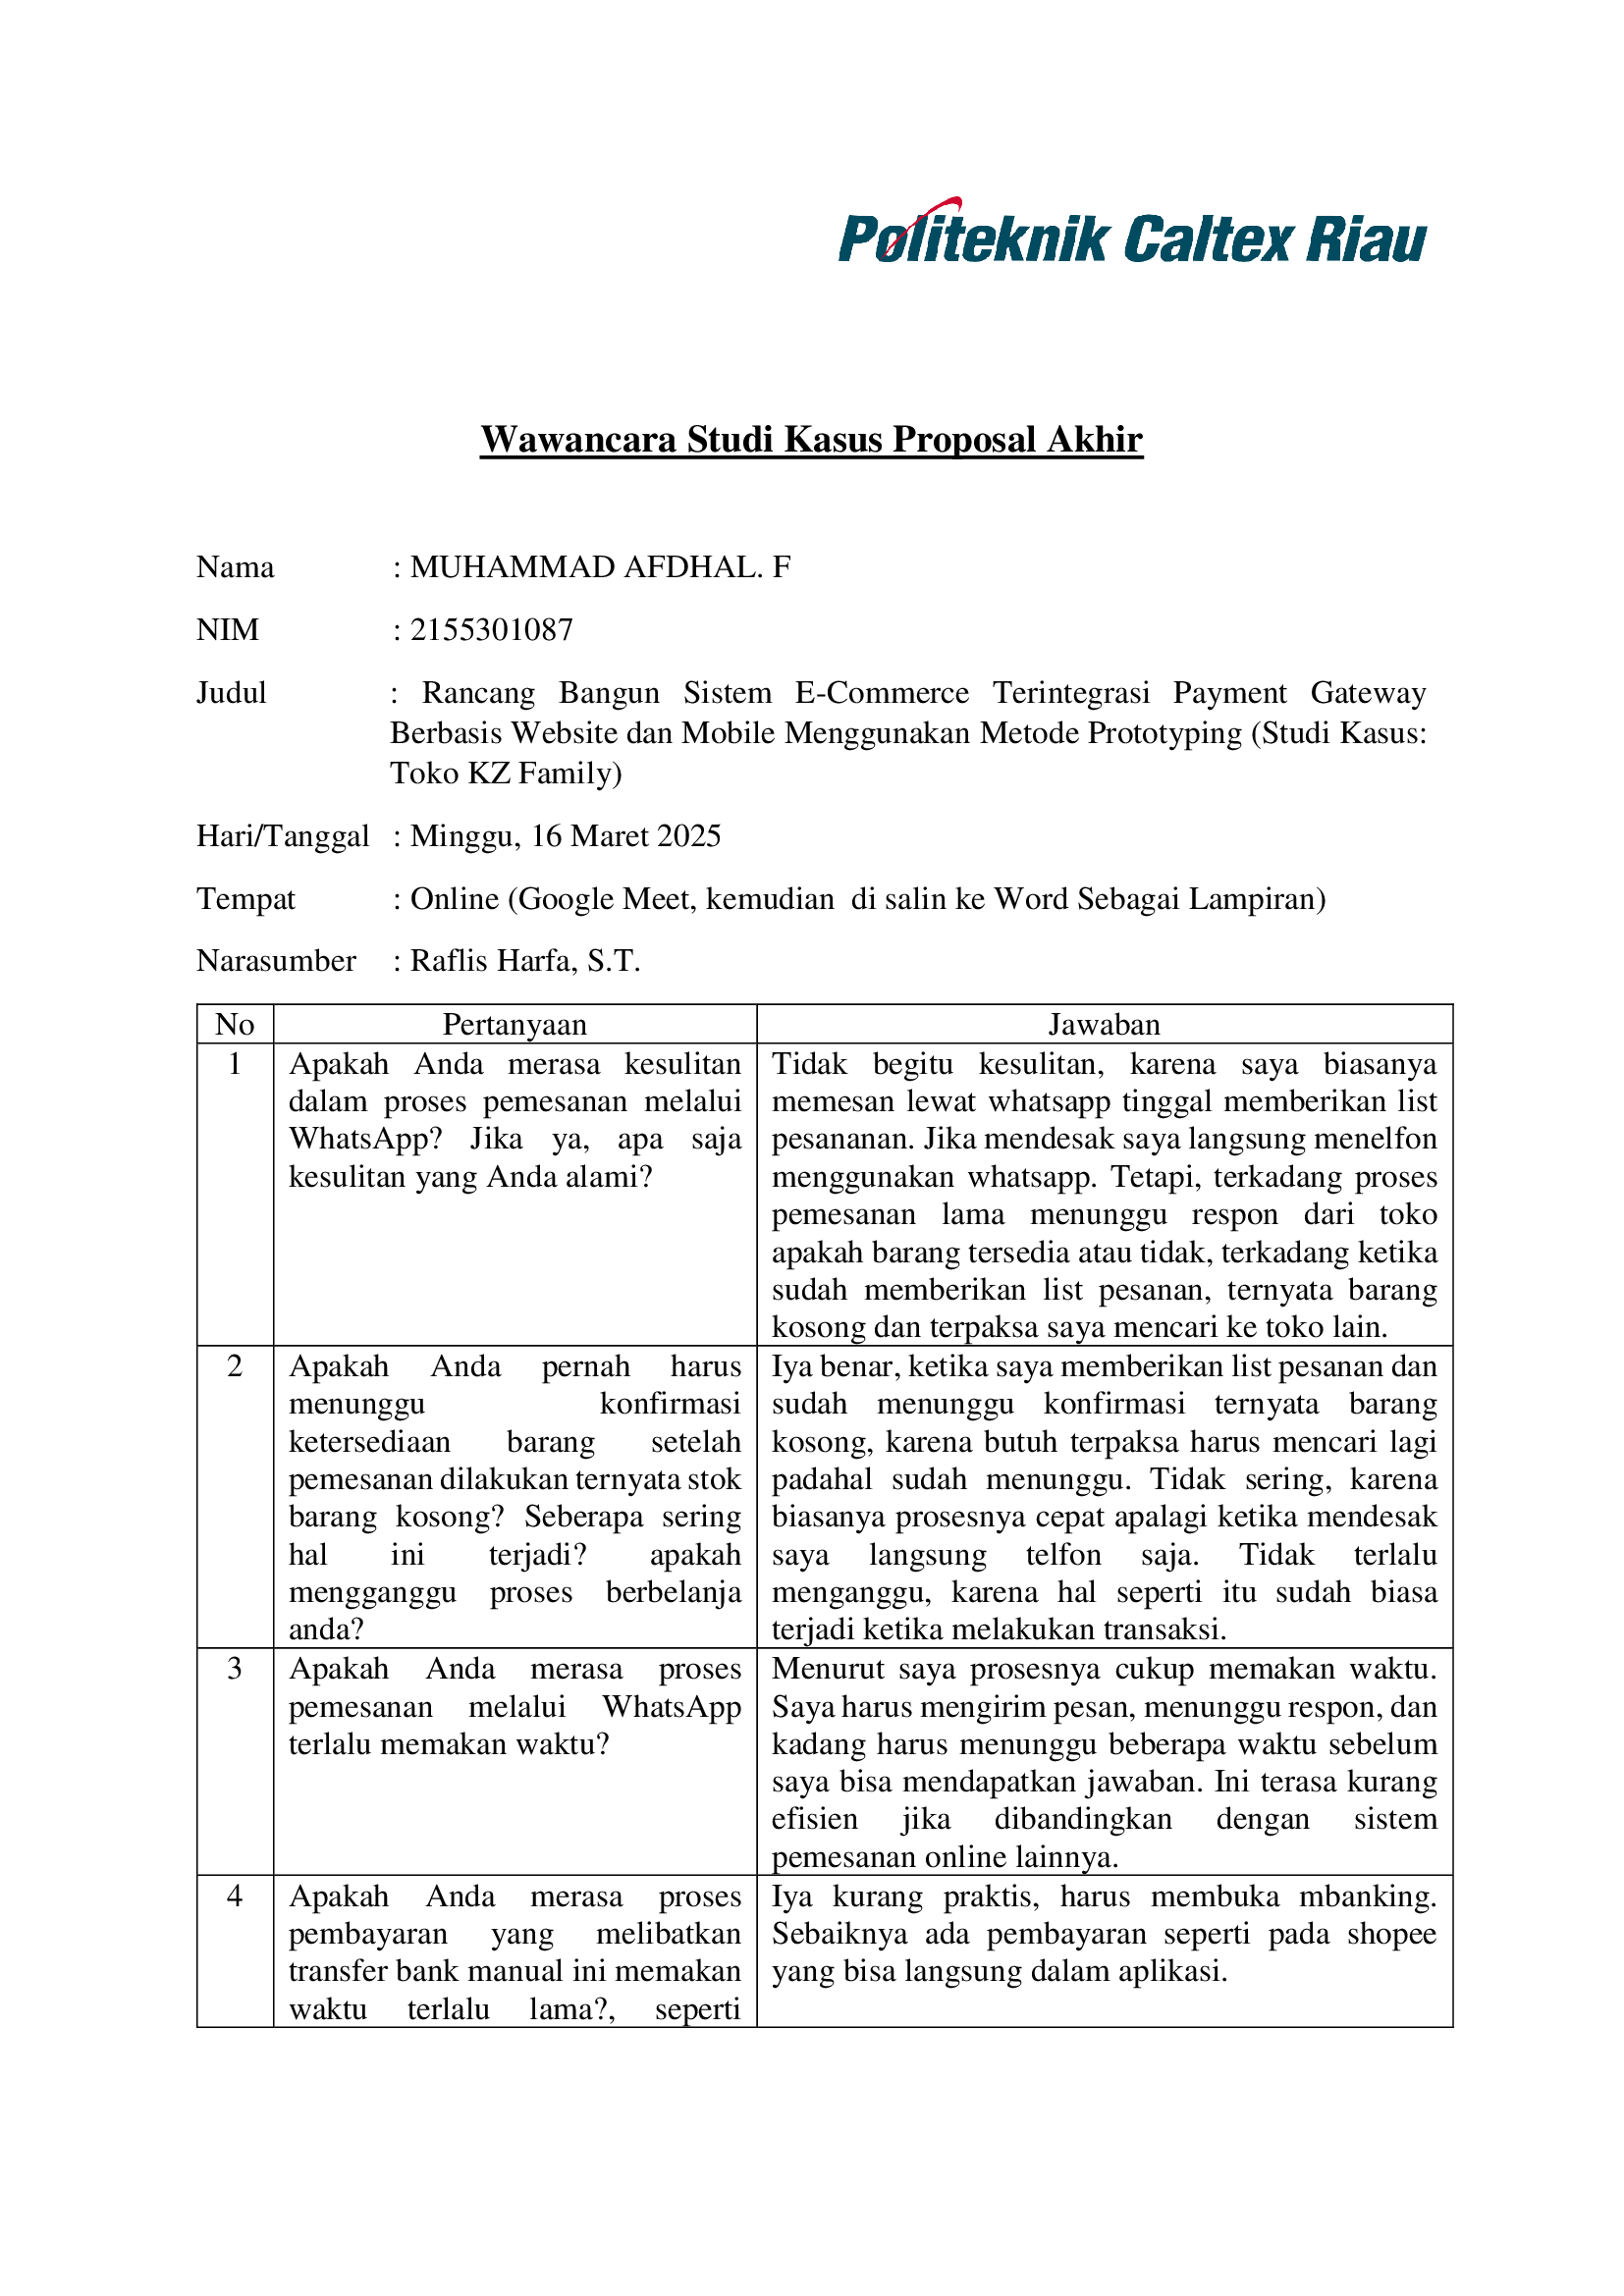 Politeknik Caltex Riau
Wawancara Studi Kasus Proposal Akhir
Nama : MUHAMMAD AFDHAL. F
NIM : 2155301087
Judul : Rancang Bangun Sistem E-Commerce Terintegrasi Payment Gateway
Berbasis Website dan Mobile Menggunakan Metode Prototyping (Studi Kasus:
Toko KZ Family)
Hari/Tanggal : Minggu, 16 Maret 2025
Tempat : Online (Google Meet, kemudian di salin ke Word Sebagai Lampiran)
Narasumber : Raflis Harfa, S.T.
No Pertanyaan Jawaban
1
Apakah Anda merasa kesulitan
dalam proses pemesanan melalui
WhatsApp? Jika ya, apa saja
kesulitan yang Anda alami?
Tidak begitu kesulitan, karena saya biasanya
memesan lewat whatsapp tinggal memberikan list
pesananan. Jika mendesak saya langsung menelfon
menggunakan whatsapp. Tetapi, terkadang proses
pemesanan lama menunggu respon dari toko
apakah barang tersedia atau tidak, terkadang ketika
sudah memberikan list pesanan, ternyata barang
kosong dan terpaksa saya mencari ke toko lain.
2
Apakah Anda pernah harus
menunggu konfirmasi
ketersediaan barang setelah
pemesanan dilakukan ternyata stok
barang kosong? Seberapa sering
hal ini terjadi? apakah
mengganggu proses berbelanja
anda?
Iya benar, ketika saya memberikan list pesanan dan
sudah menunggu konfirmasi ternyata barang
kosong, karena butuh terpaksa harus mencari lagi
padahal sudah menunggu. Tidak sering, karena
biasanya prosesnya cepat apalagi ketika mendesak
saya langsung telfon saja. Tidak terlalu
menganggu, karena hal seperti itu sudah biasa
terjadi ketika melakukan transaksi.
3
Apakah Anda merasa proses
pemesanan melalui WhatsApp
terlalu memakan waktu?
Menurut saya prosesnya cukup memakan waktu.
Saya harus mengirim pesan, menunggu respon, dan
kadang harus menunggu beberapa waktu sebelum
saya bisa mendapatkan jawaban. Ini terasa kurang
efisien jika dibandingkan dengan sistem
pemesanan online lainnya.
4
Apakah Anda merasa proses
pembayaran yang melibatkan
transfer bank manual ini memakan
waktu terlalu lama?, seperti
Iya kurang praktis, harus membuka mbanking.
Sebaiknya ada pembayaran seperti pada shopee
yang bisa langsung dalam aplikasi.